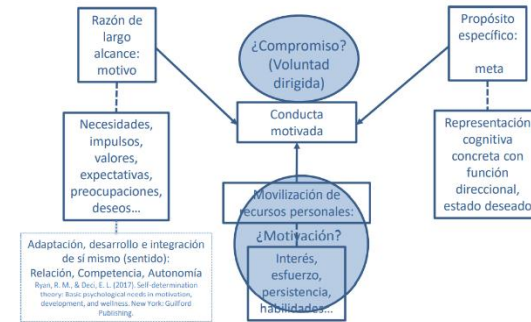 Razón de
largo
alcance:
motivo
¿Compromiso?
(Voluntad
dirigida)
Propósito
específico:
meta
Conducta
motivada
Necesidades,
impulsos,
valores,
expectativas,
preocupaciones,
deseos...
Representación
cognitiva
concreta con
función
direccional,
estado deseado
Movilización de
recursos personales:
¿Motivación?
Interés,
esfuerzo,
persistencia,
habilidades...
Adaptación, desarrollo e integración
de sí mismo (sentido):
Relación, Competencia, Autonomía
Ryan, R. M., & Deci, E. L. (2017). Self-determination
theory: Basic psychological needs in motivation,
development, and wellness. New York: Guilford
Publishing.